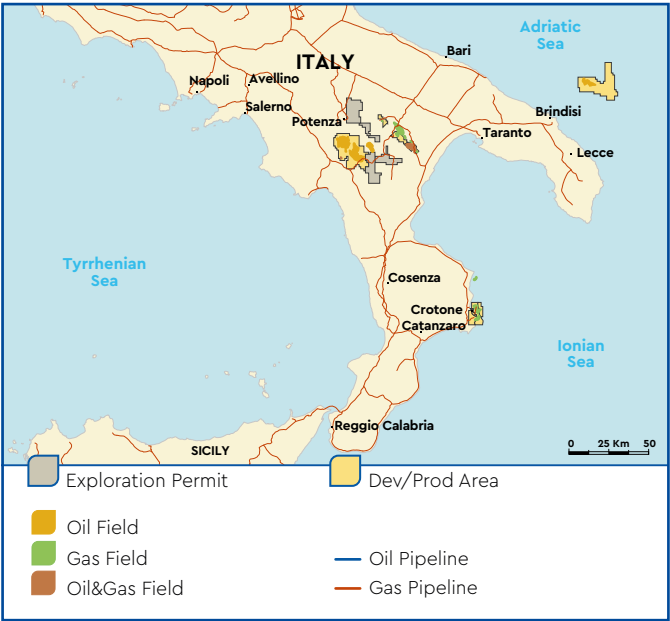 Adriatic
Sea
Bari
ITALY
Napoli
Avellino
Salerno
Brindisi
Potenza
Taranto
Lecce
Tyrrhenian
Sea
Cosenza
Crotone
Catanzaro
Ionian
Sea
Reggio Calabria
SICILY
0 25 Km 50
Exploration Permit
Dev/Prod Area
Oil Field
Gas Field
Oil Pipeline
Oil&Gas Field
Gas Pipeline